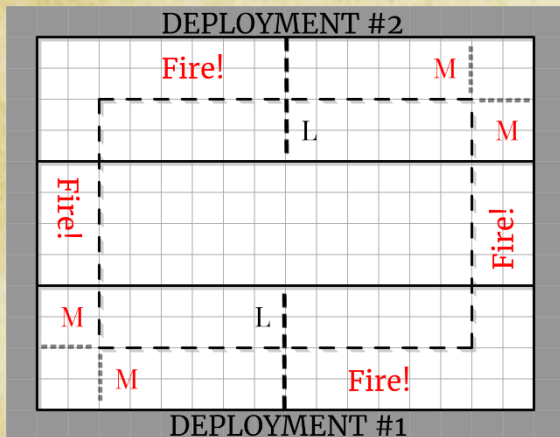 DEPLOYMENT #2
Fire!
M
L
M
Fire!
Fire!
M
L
M
Fire!
DEPLOYMENT #1